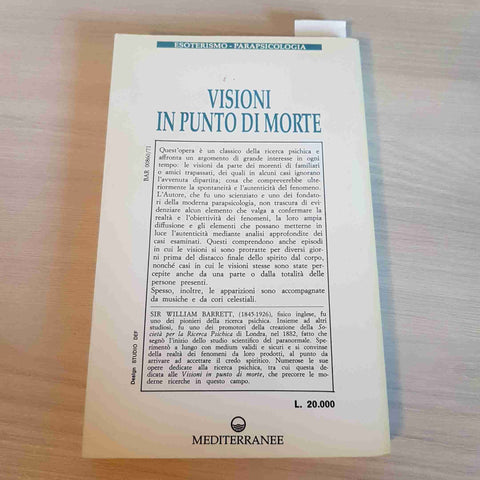 ESOTERISMO - PARAPSICOLOGIA
VISIONI
IN PUNTO DI MORTE
BAR 00860/71
Quest'opera è un classico della ricerca psichica e
affronta un argomento di grande interesse in ogni
tempo: le visioni da parte dei morenti di familiari
o amici trapassati, dei quali in alcuni casi ignorano
l'avvenuta dipartita; cosa che comproverebbe ulte-
riormente la spontaneità e l'autenticità del fenomeno.
L'Autore, che fu uno scienziato e uno dei fondato-
ri della moderna parapsicologia, non trascura di evi-
denziare alcun elemento che valga a confermare la
realtà e l'obiettività dei fenomeni, la loro ampia
diffusione e gli elementi che possano metterne in
luce l'autenticità mediante analisi approfondite dei
casi esaminati. Questi comprendono anche episodi
in cui le visioni si sono protratte per diversi gior-
ni prima del distacco finale dello spirito dal corpo,
nonché casi in cui le visioni stesse sono state per-
cepite anche da una parte o dalla totalità delle
persone presenti.
Spesso, inoltre, le apparizioni sono accompagnate
da musiche e da cori celestiali.
SIR WILLIAM BARRETT, (1845-1926), fisico inglese, fu
uno dei pionieri della ricerca psichica. Insieme ad altri
studiosi, fu uno dei promotori della creazione della So-
cietà per la Ricerca Psichica di Londra, nel 1882, fatto che
segnò l'inizio dello studio scientifico del paranormale. Spe-
rimentò a lungo con medium validi e sicuri e si convinse
della realtà dei fenomeni da loro prodotti, al punto da
arrivare ad accettare il credo spiritico. Numerose le sue
opere dedicate alla ricerca psichica, tra cui questa de-
dicata alle Visioni in punto di morte, che precorre le mo-
derne ricerche in questo campo.
Design STUDIO DEF
L. 20.000
MEDITERRANEE